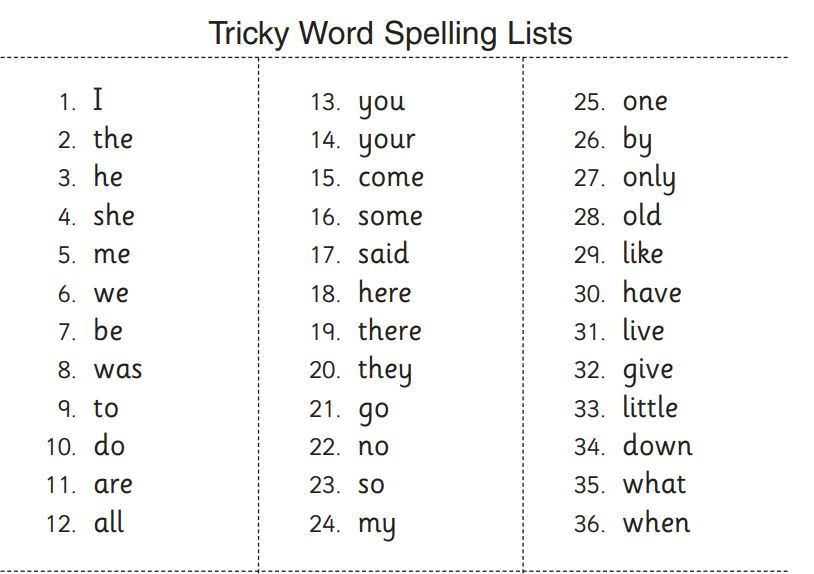 Tricky Word Spelling Lists
1. I
2. the
3. he
4. she
5. me
6. we
7. be
8. was
9. to
10. do
11. are
12. all
13. you
14. your
15. come
16. some
17. said
18. here
19. there
20. they
21. go
22. no
23. so
24. my
25. one
26. by
27. only
28. old
29. like
30. have
31. live
32. give
33. little
34. down
35. what
36. when